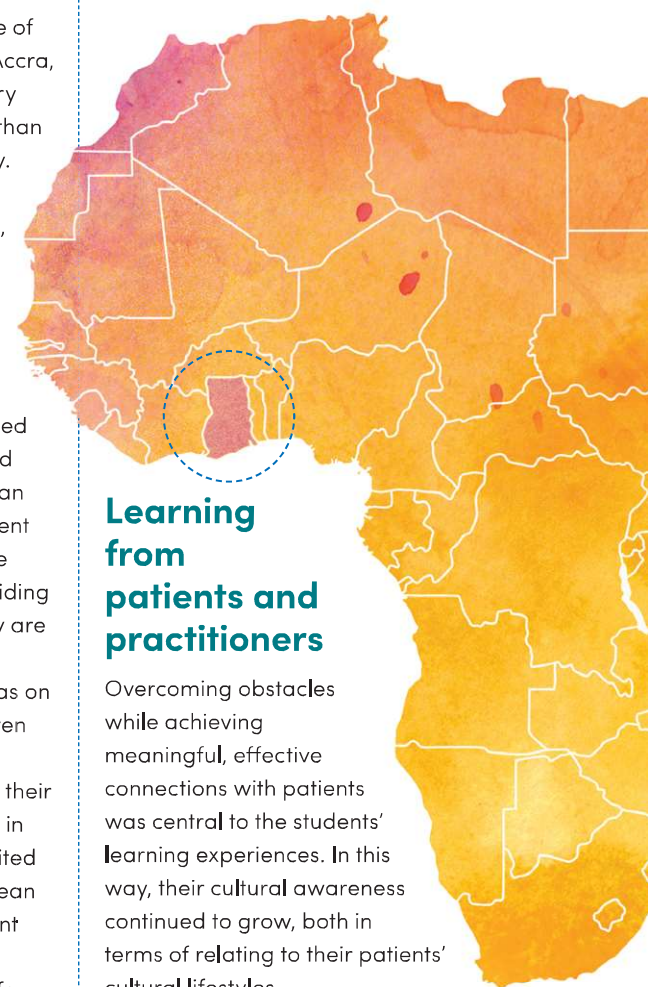 e of
Accra,
ry
than
y.
,
ed
d
an
ent
e
iding
y are
as on
en
their
in
ited
ean
nt
Learning
from
patients and
practitioners
Overcoming obstacles
while achieving
meaningful, effective
connections with patients
was central to the students’
learning experiences. In this
way, their cultural awareness
continued to grow, both in
terms of relating to their patients’
cultural lifestyles